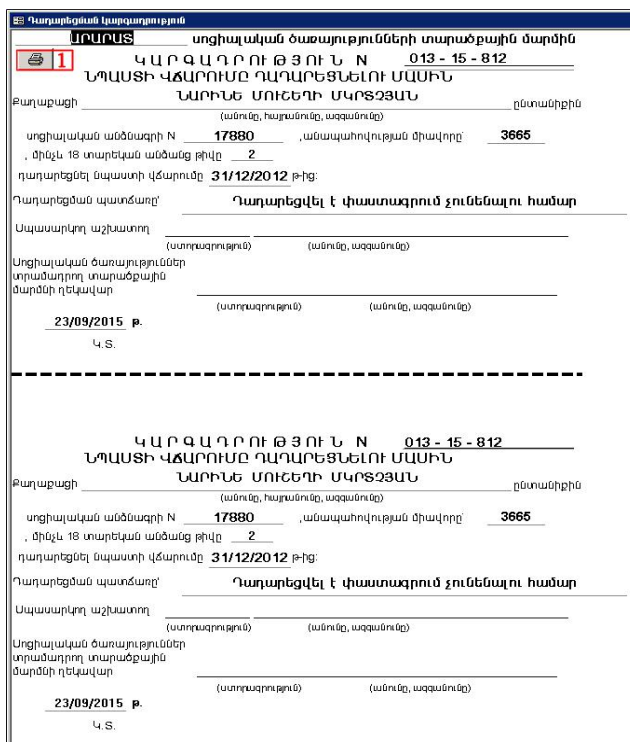 Դադարեցման կարգադրություն
ԱՐԱՐԱՏ սոցիալական ծառայությունների տարածքային մարմին
1 ԿԱՐԳԱԴՐՈՒԹՅՈՒՆ N 013 - 15 - 812
ՆՊԱՍՏԻ ՎՃԱՐՈՒՄԸ ԴԱԴԱՐԵՑՆԵԼՈՒ ՄԱՍԻՆ
Քաղաքացի ՆԱՐԻՆԵ ՄՈՒՇԵՂԻ ՄԿՐՏՉՅԱՆ ընտանիքին
(անունը, հայրանունը, ազգանունը)
սոցիալական անձնագրի N 17880 ,անապահովության միավորը՝ 3665
, մինչև 18 տարեկան անձանց թիվը 2
դադարեցնել նպաստի վճարումը 31/12/2012 թ-ից:
Դադարեցման պատճառը՝ Դադարեցվել է փաստագրում չունենալու համար
Սպասարկող աշխատող
(ստորագրություն) (անունը, ազգանունը)
Սոցիալական ծառայություններ
տրամադրող տարածքային
մարմնի ղեկավար
(ստորագրություն) (անունը, ազգանունը)
23/09/2015 թ.
Կ.Տ.
ԿԱՐԳԱԴՐՈՒԹՅՈՒՆ N 013 - 15 - 812
ՆՊԱՍՏԻ ՎՃԱՐՈՒՄԸ ԴԱԴԱՐԵՑՆԵԼՈՒ ՄԱՍԻՆ
Քաղաքացի ՆԱՐԻՆԵ ՄՈՒՇԵՂԻ ՄԿՐՏՉՅԱՆ ընտանիքին
(անունը, հայրանունը, ազգանունը)
սոցիալական անձնագրի N 17880 ,անապահովության միավորը՝ 3665
, մինչև 18 տարեկան անձանց թիվը 2
դադարեցնել նպաստի վճարումը 31/12/2012 թ-ից:
Դադարեցման պատճառը՝ Դադարեցվել է փաստագրում չունենալու համար
Սպասարկող աշխատող
(ստորագրություն) (անունը, ազգանունը)
Սոցիալական ծառայություններ
տրամադրող տարածքային
մարմնի ղեկավար
(ստորագրություն) (անունը, ազգանունը)
23/09/2015 թ.
Կ.Տ.